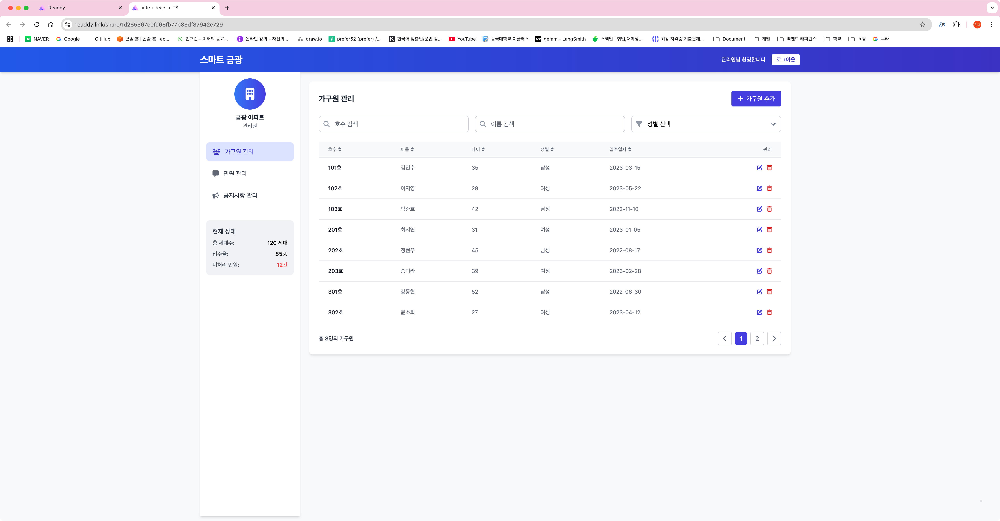 Readdy
Vite + react + TS
readdy.link/share/1d285567c0fd68fb77b83df87942e729
선호
NAVER
Google
GitHub
콘솔 홈 | 콘솔 홈 | ap...
인프런 - 미래의 동료...
온라인 강의 - 자신의...
draw.io
prefer52 (prefer) /...
한국어 맞춤법/문법 검...
YouTube
동국대학교 이클래스
gemm - LangSmith
스펙업ㅣ취업,대학생,...
최강 자격증 기출문제...
Document
개발
백엔드 래퍼런스
학교
쇼핑
ㅗ라
스마트 금광
관리원님 환영합니다
로그아웃
금광 아파트
관리원
가구원 관리
민원 관리
공지사항 관리
현재 상태
총 세대수: 120 세대
입주율: 85%
미처리 민원: 12건
가구원 관리
가구원 추가
호수 검색
이름 검색
성별 선택
호수 이름 나이 성별 입주일자 관리
101호 김민수 35 남성 2023-03-15
102호 이지영 28 여성 2023-05-22
103호 박준호 42 남성 2022-11-10
201호 최서연 31 여성 2023-01-05
202호 정현우 45 남성 2022-08-17
203호 송미라 39 여성 2023-02-28
301호 강동현 52 남성 2022-06-30
302호 윤소희 27 여성 2023-04-12
총 8명의 가구원
1 2